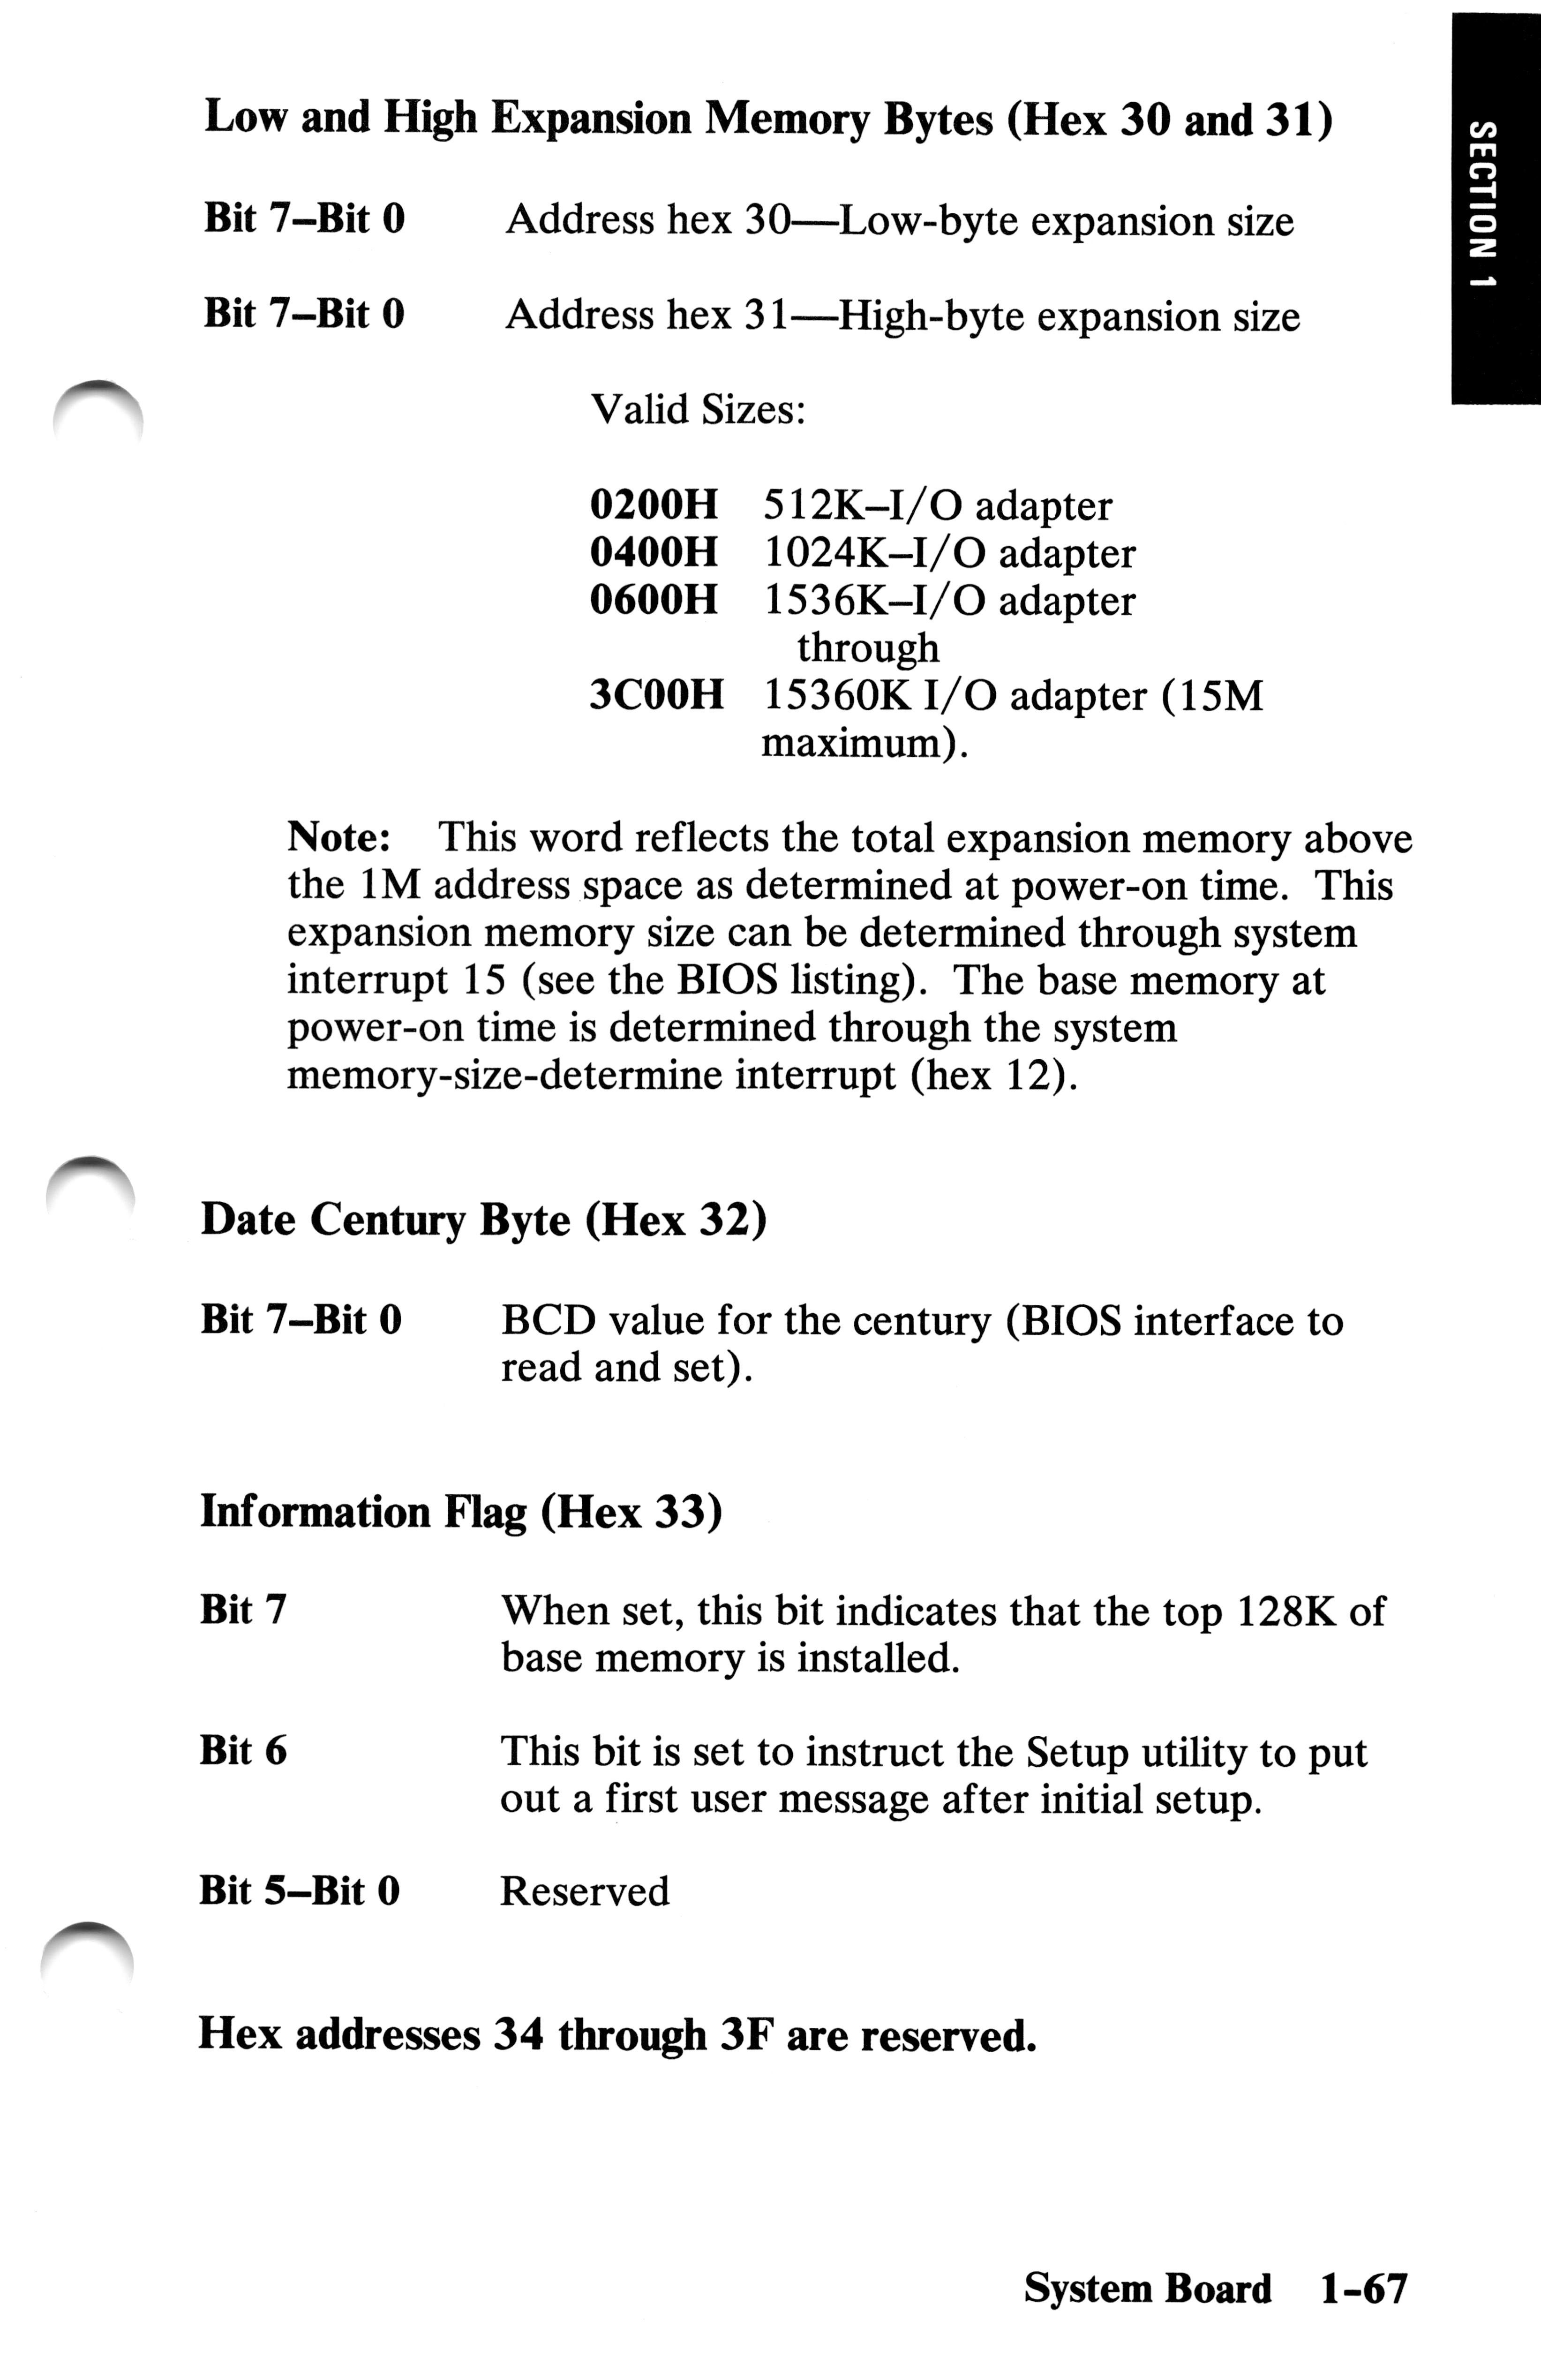 SECTION 1
Low and High Expansion Memory Bytes (Hex 30 and 31)
Bit 7–Bit 0 Address hex 30—Low-byte expansion size
Bit 7–Bit 0 Address hex 31—High-byte expansion size
Valid Sizes:
0200H 512K–I/O adapter
0400H 1024K–I/O adapter
0600H 1536K–I/O adapter
through
3C00H 15360K I/O adapter (15M
maximum).
Note: This word reflects the total expansion memory above
the 1M address space as determined at power-on time. This
expansion memory size can be determined through system
interrupt 15 (see the BIOS listing). The base memory at
power-on time is determined through the system
memory-size-determine interrupt (hex 12).
Date Century Byte (Hex 32)
Bit 7–Bit 0 BCD value for the century (BIOS interface to
read and set).
Information Flag (Hex 33)
Bit 7 When set, this bit indicates that the top 128K of
base memory is installed.
Bit 6 This bit is set to instruct the Setup utility to put
out a first user message after initial setup.
Bit 5–Bit 0 Reserved
Hex addresses 34 through 3F are reserved.
System Board 1-67